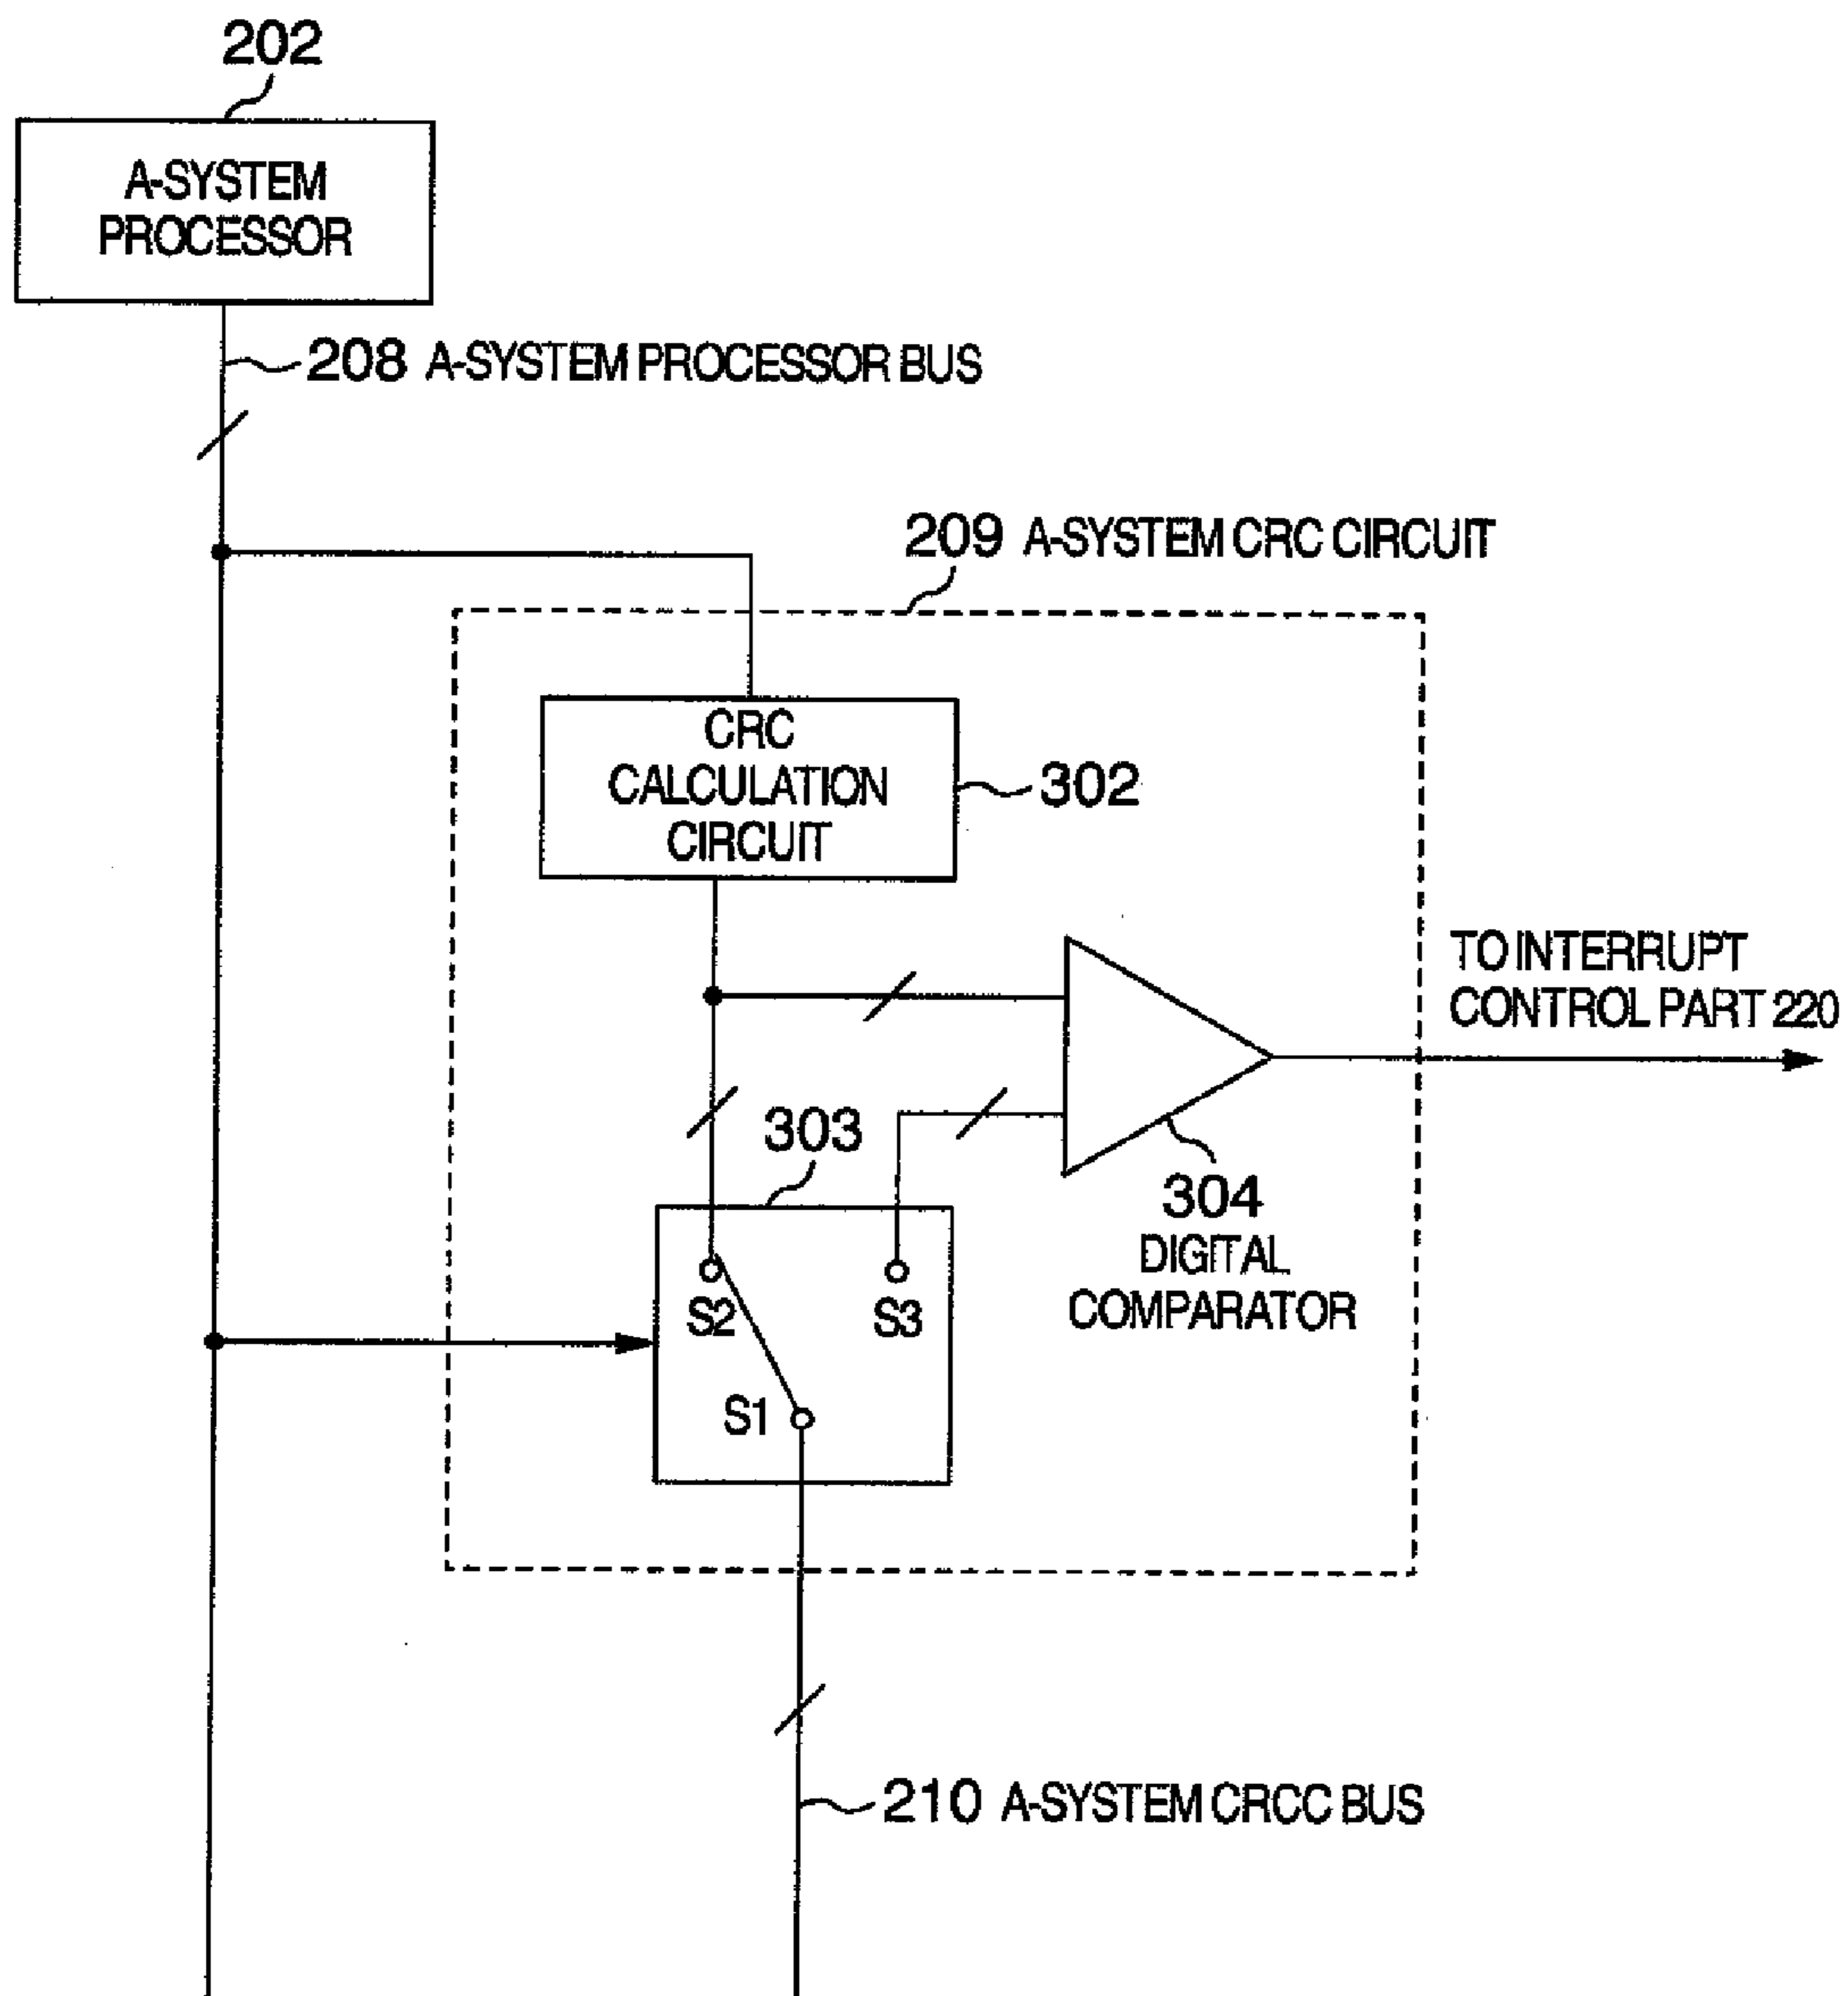 202
A-SYSTEM
PROCESSOR
208 A-SYSTEM PROCESSOR BUS
209 A-SYSTEM CRC CIRCUIT
CRC
CALCULATION
CIRCUIT
302
TO INTERRUPT
CONTROL PART 220
303
304
DIGITAL
COMPARATOR
S2
S3
S1
210 A-SYSTEM CRCC BUS